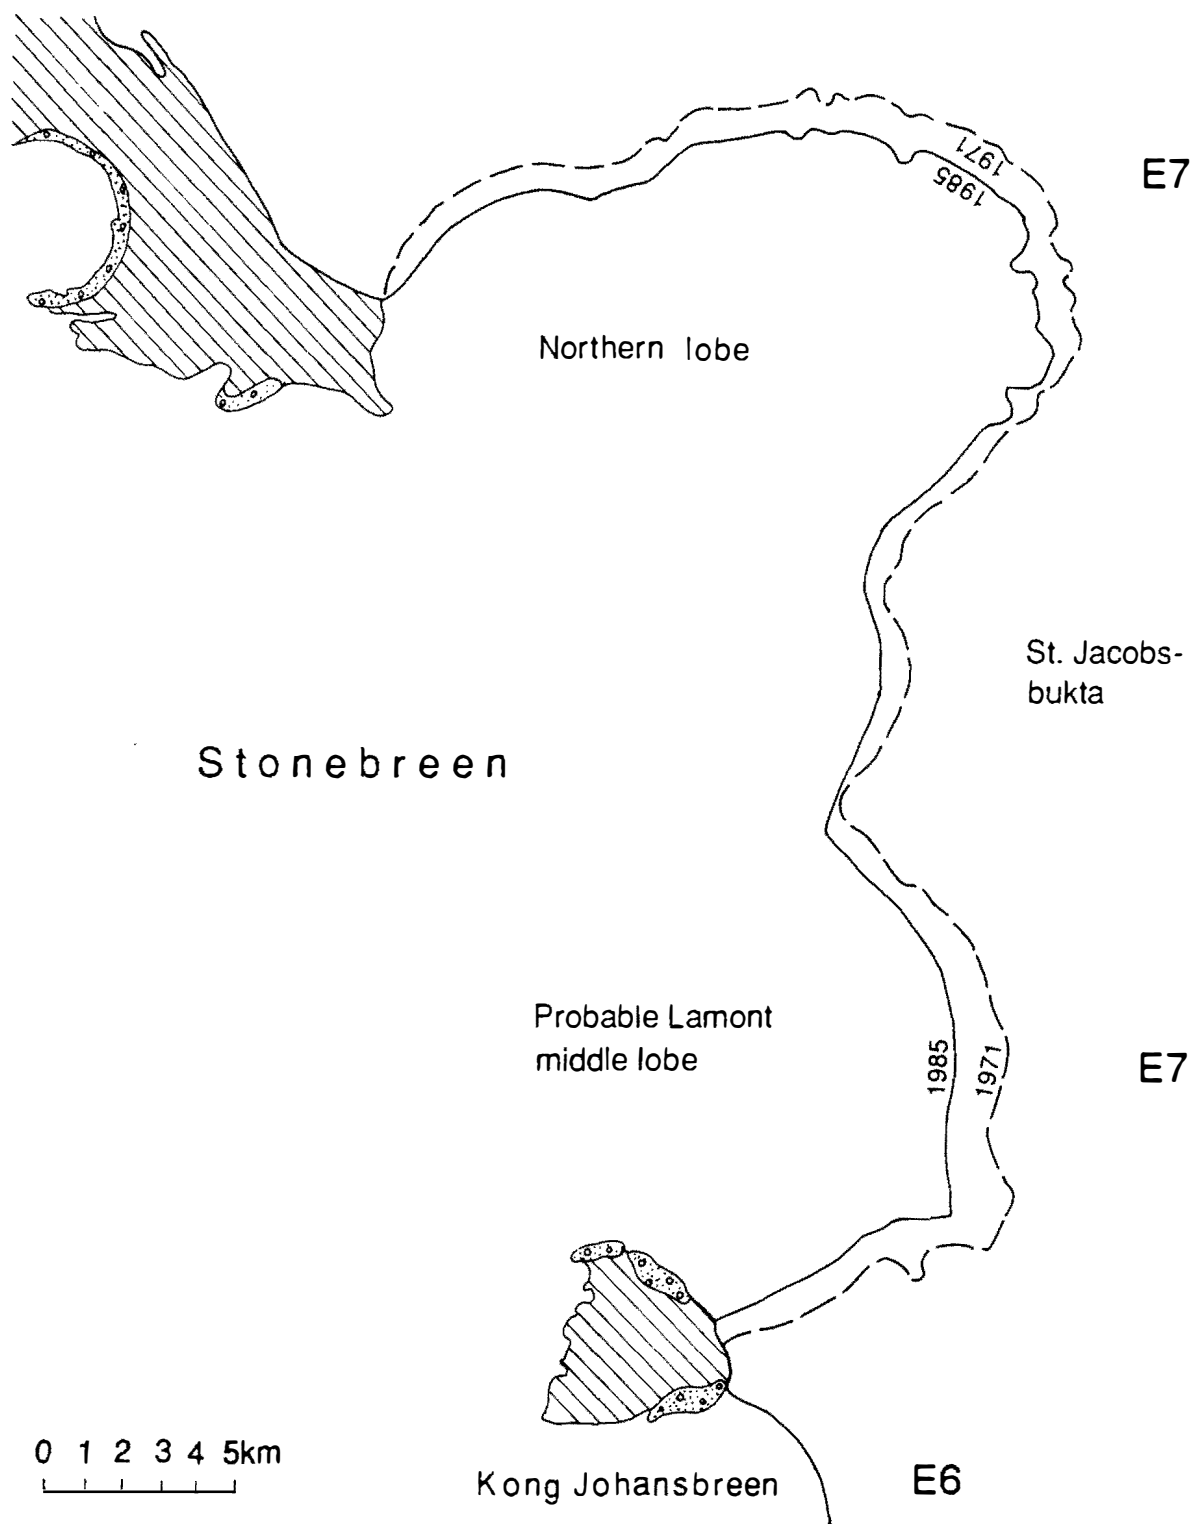 1971
1985
E7
Northern lobe
St. Jacobs-
bukta
Stonebreen
Probable Lamont
middle lobe
1985
1971
E7
0 1 2 3 4 5km
Kong Johansbreen
E6